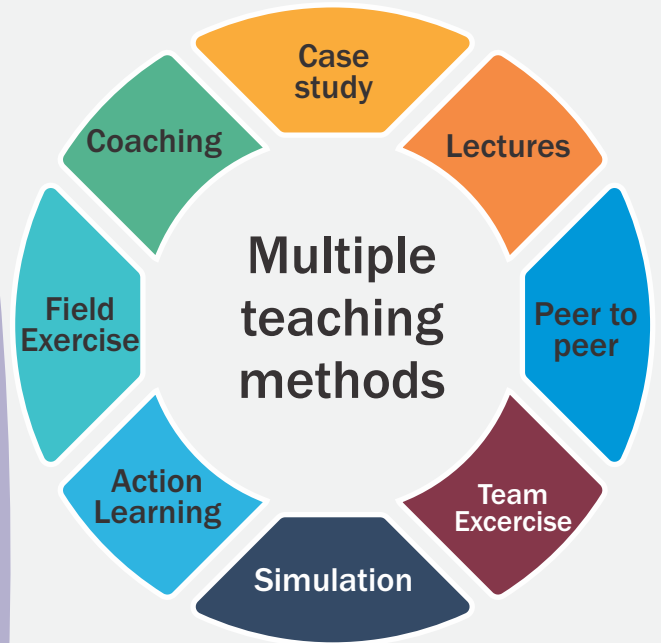 Multiple
teaching
methods
Case
study
Lectures
Peer to
peer
Team
Excercise
Simulation
Action
Learning
Field
Exercise
Coaching